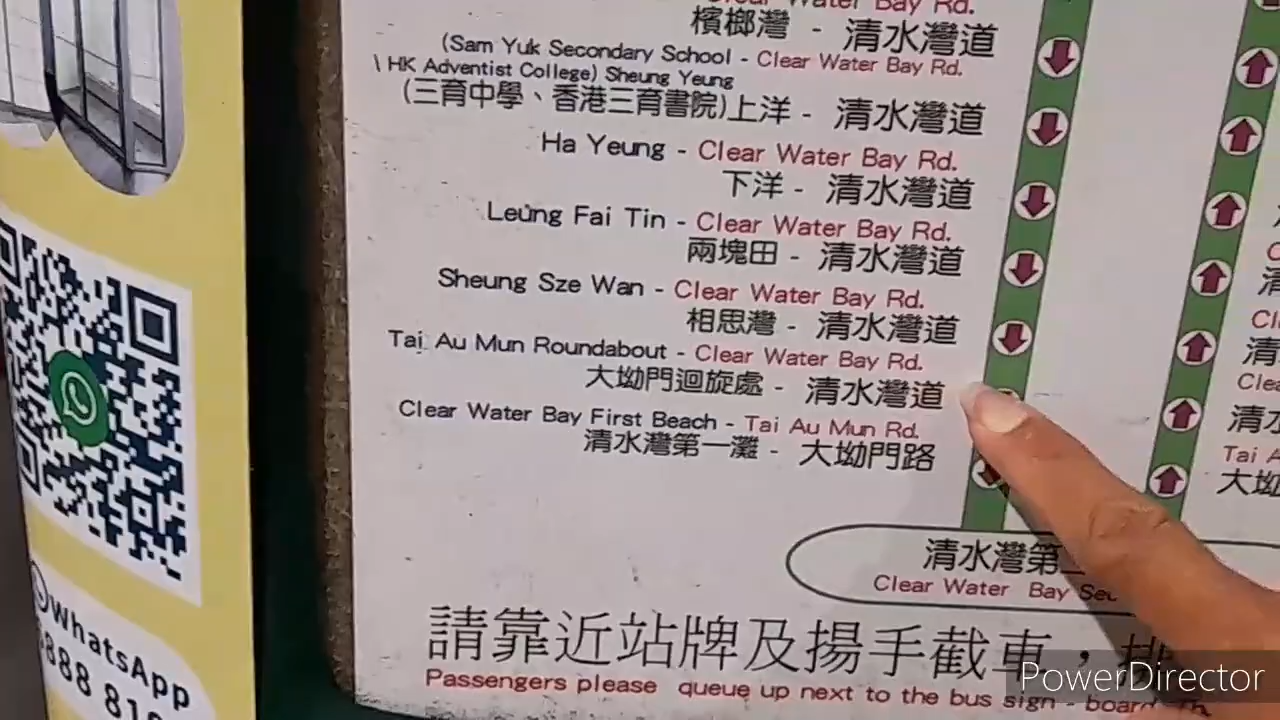 Clear Water Bay Rd.
檳榔灣 - 清水灣道
(Sam Yuk Secondary School - Clear Water Bay Rd.
\ HK Adventist College) Sheung Yeung
(三育中學、香港三育書院)上洋 - 清水灣道
Ha Yeung - Clear Water Bay Rd.
下洋 - 清水灣道
Leung Fai Tin - Clear Water Bay Rd.
兩塊田 - 清水灣道
Sheung Sze Wan - Clear Water Bay Rd.
相思灣 - 清水灣道
Tai Au Mun Roundabout - Clear Water Bay Rd.
大坳門迴旋處 - 清水灣道
Clear Water Bay First Beach - Tai Au Mun Rd.
清水灣第一灘 - 大坳門路
清水灣第
Clear Water Bay
請靠近站牌及揚手截車,
Passengers please queue up next to the bus sign - board.
WhatsApp
888
清
Cle
清水
Tai A
大坳
PowerDirector